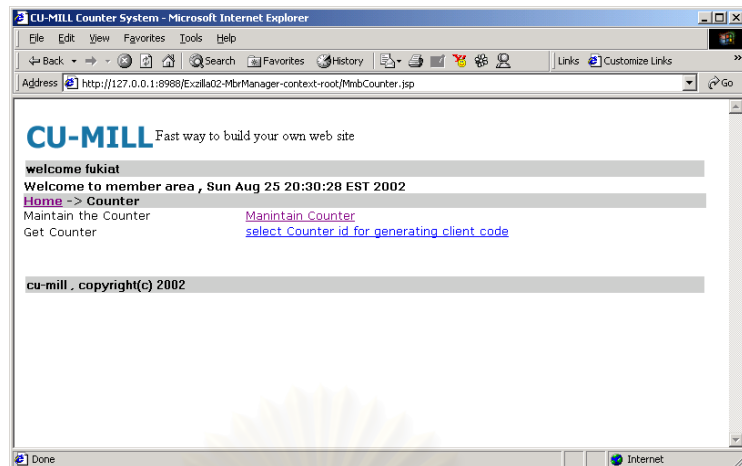 CU-MILL Counter System - Microsoft Internet Explorer
File Edit View Favorites Tools Help
Back Search Favorites History Links Customize Links »
Address http://127.0.0.1:8988/Exzilla02-MbrManager-context-root/MmbCounter.jsp Go
CU-MILL Fast way to build your own web site
welcome fukiat
Welcome to member area , Sun Aug 25 20:30:28 EST 2002
Home -> Counter
Maintain the Counter Manintain Counter
Get Counter select Counter id for generating client code
cu-mill , copyright(c) 2002
Done Internet